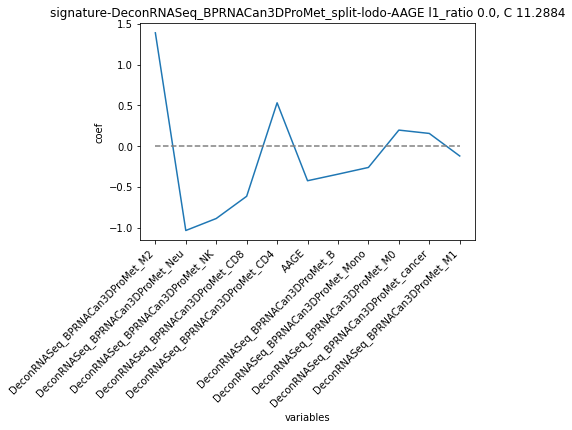 signature-DeconRNASeq_BPRNACan3DProMet_split-lodo-AAGE l1_ratio 0.0, C 11.2884
1.5
1.0
0.5
0.0
−0.5
−1.0
coef
DeconRNASeq_BPRNACan3DProMet_M2
DeconRNASeq_BPRNACan3DProMet_Neu
DeconRNASeq_BPRNACan3DProMet_NK
DeconRNASeq_BPRNACan3DProMet_CD8
DeconRNASeq_BPRNACan3DProMet_CD4
AAGE
DeconRNASeq_BPRNACan3DProMet_B
DeconRNASeq_BPRNACan3DProMet_Mono
DeconRNASeq_BPRNACan3DProMet_M0
DeconRNASeq_BPRNACan3DProMet_cancer
DeconRNASeq_BPRNACan3DProMet_M1
variables